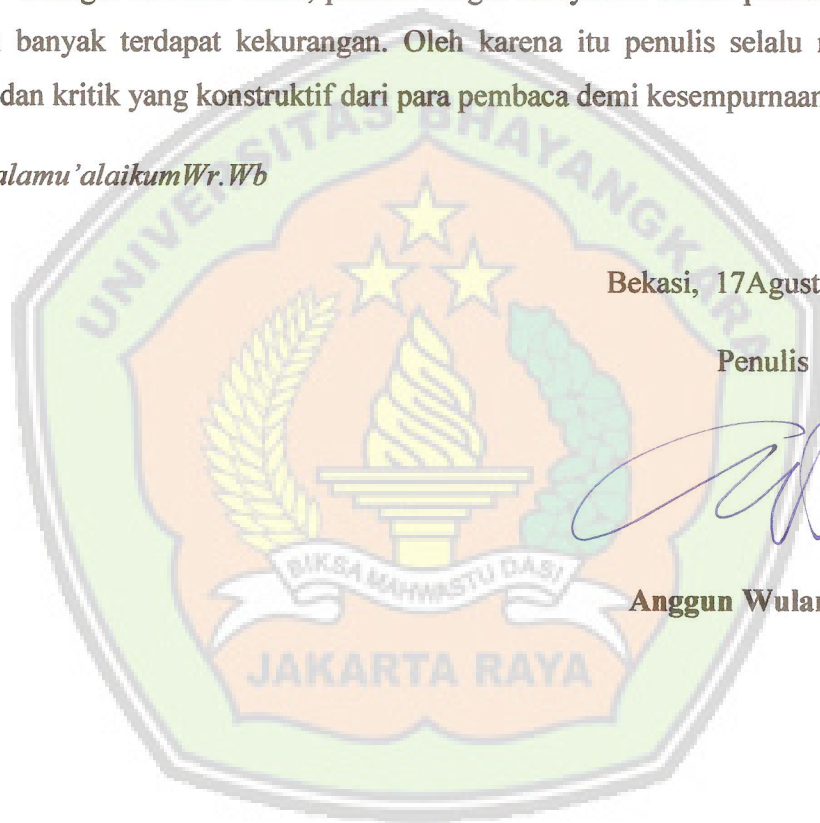 banyak terdapat kekurangan. Oleh karena itu penulis selalu
dan kritik yang konstruktif dari para pembaca demi kesempurnaan
alamu'alaikumWr.Wb
UNIVERSITAS BHAYANGKARA
Bekasi, 17Agust
Penulis
BIKSA MAHWASTU DASI
Anggun Wulan
JAKARTA RAYA